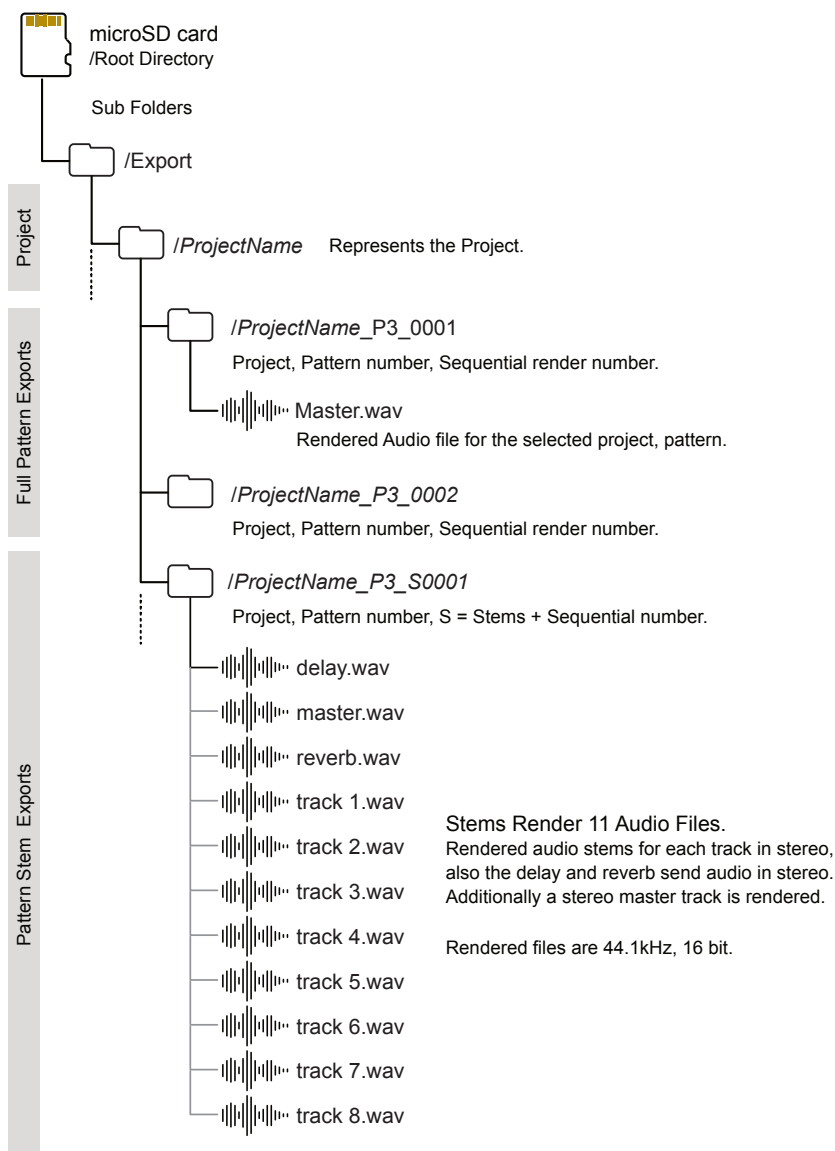 microSD card
/Root Directory
Sub Folders
/Export
Project
/ProjectName Represents the Project.
Full Pattern Exports
/ProjectName_P3_0001
Project, Pattern number, Sequential render number.
Master.wav
Rendered Audio file for the selected project, pattern.
/ProjectName_P3_0002
Project, Pattern number, Sequential render number.
Pattern Stem Exports
/ProjectName_P3_S0001
Project, Pattern number, S = Stems + Sequential number.
delay.wav
master.wav
reverb.wav
track 1.wav
track 2.wav
track 3.wav
track 4.wav
track 5.wav
track 6.wav
track 7.wav
track 8.wav
Stems Render 11 Audio Files.
Rendered audio stems for each track in stereo,
also the delay and reverb send audio in stereo.
Additionally a stereo master track is rendered.
Rendered files are 44.1kHz, 16 bit.